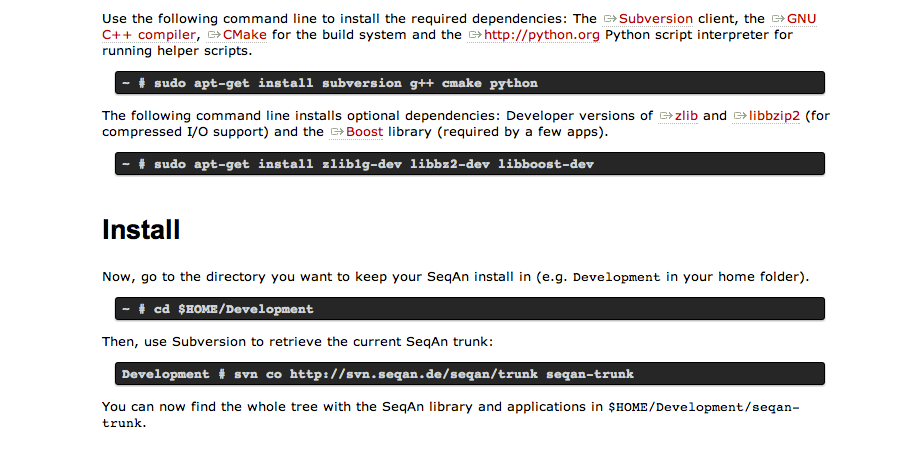 Use the following command line to install the required dependencies: The Subversion client, the GNU
C++ compiler, CMake for the build system and the http://python.org Python script interpreter for
running helper scripts.
~ # sudo apt-get install subversion g++ cmake python
The following command line installs optional dependencies: Developer versions of zlib and libbzip2 (for
compressed I/O support) and the Boost library (required by a few apps).
~ # sudo apt-get install zlib1g-dev libbz2-dev libboost-dev
Install
Now, go to the directory you want to keep your SeqAn install in (e.g. Development in your home folder).
~ # cd $HOME/Development
Then, use Subversion to retrieve the current SeqAn trunk:
Development # svn co http://svn.seqan.de/seqan/trunk seqan-trunk
You can now find the whole tree with the SeqAn library and applications in $HOME/Development/seqan-
trunk.